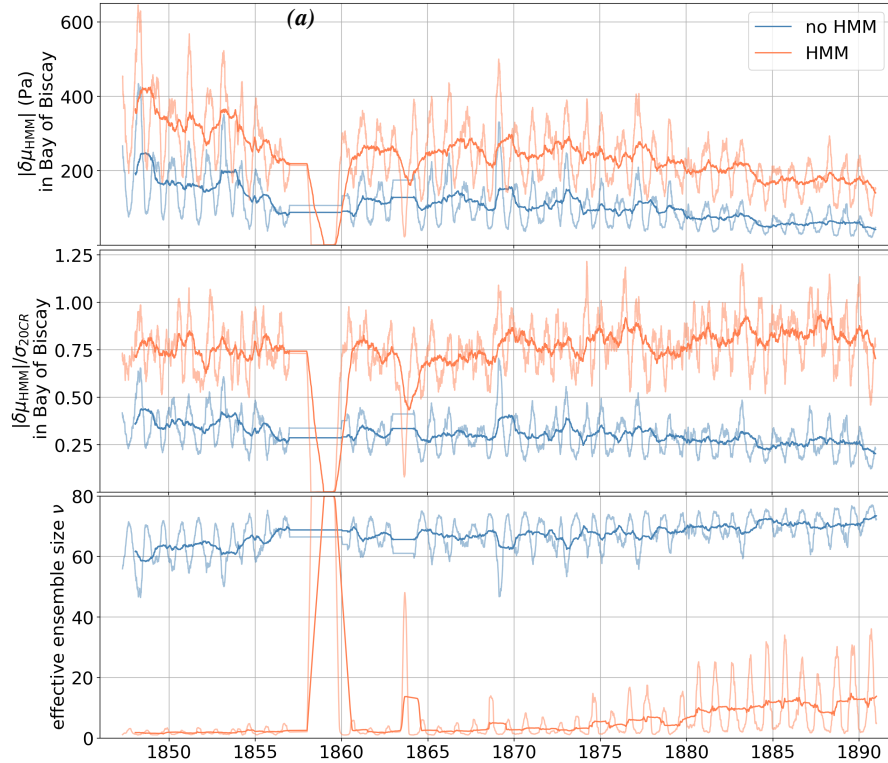 (a)
no HMM
HMM
|δμHMM| (Pa)
in Bay of Biscay
600
400
200
|δμHMM|/σ20CR
in Bay of Biscay
1.25
1.00
0.75
0.50
0.25
effective ensemble size ν
80
60
40
20
0
1850 1855 1860 1865 1870 1875 1880 1885 1890